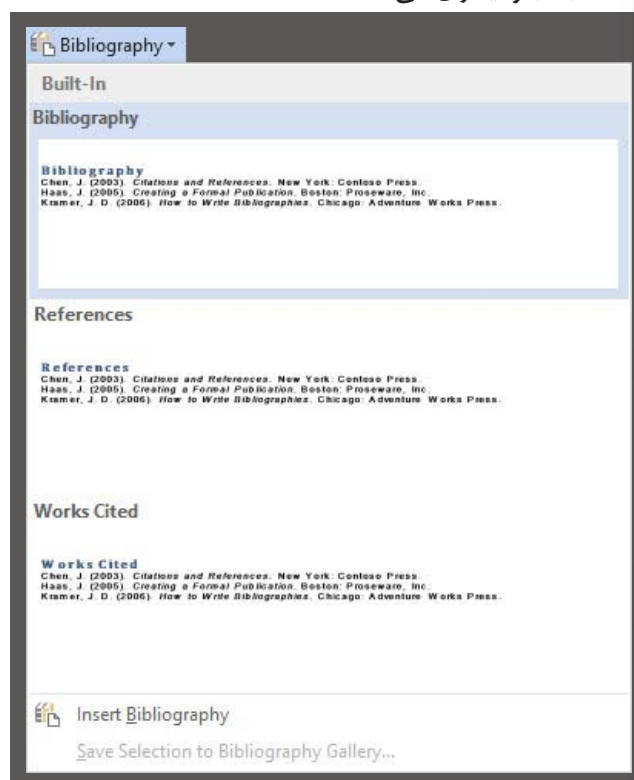 Bibliography
Built-In
Bibliography
Bibliography
Chen, J. (2003). Citations and References. New York: Contoso Press.
Haas, J. (2005). Creating a Formal Publication. Boston: Proseware, Inc.
Kramer, J. D. (2006). How to Write Bibliographies. Chicago: Adventure Works Press.
References
References
Chen, J. (2003). Citations and References. New York: Contoso Press.
Haas, J. (2005). Creating a Formal Publication. Boston: Proseware, Inc.
Kramer, J. D. (2006). How to Write Bibliographies. Chicago: Adventure Works Press.
Works Cited
Works Cited
Chen, J. (2003). Citations and References. New York: Contoso Press.
Haas, J. (2005). Creating a Formal Publication. Boston: Proseware, Inc.
Kramer, J. D. (2006). How to Write Bibliographies. Chicago: Adventure Works Press.
Insert Bibliography
Save Selection to Bibliography Gallery...